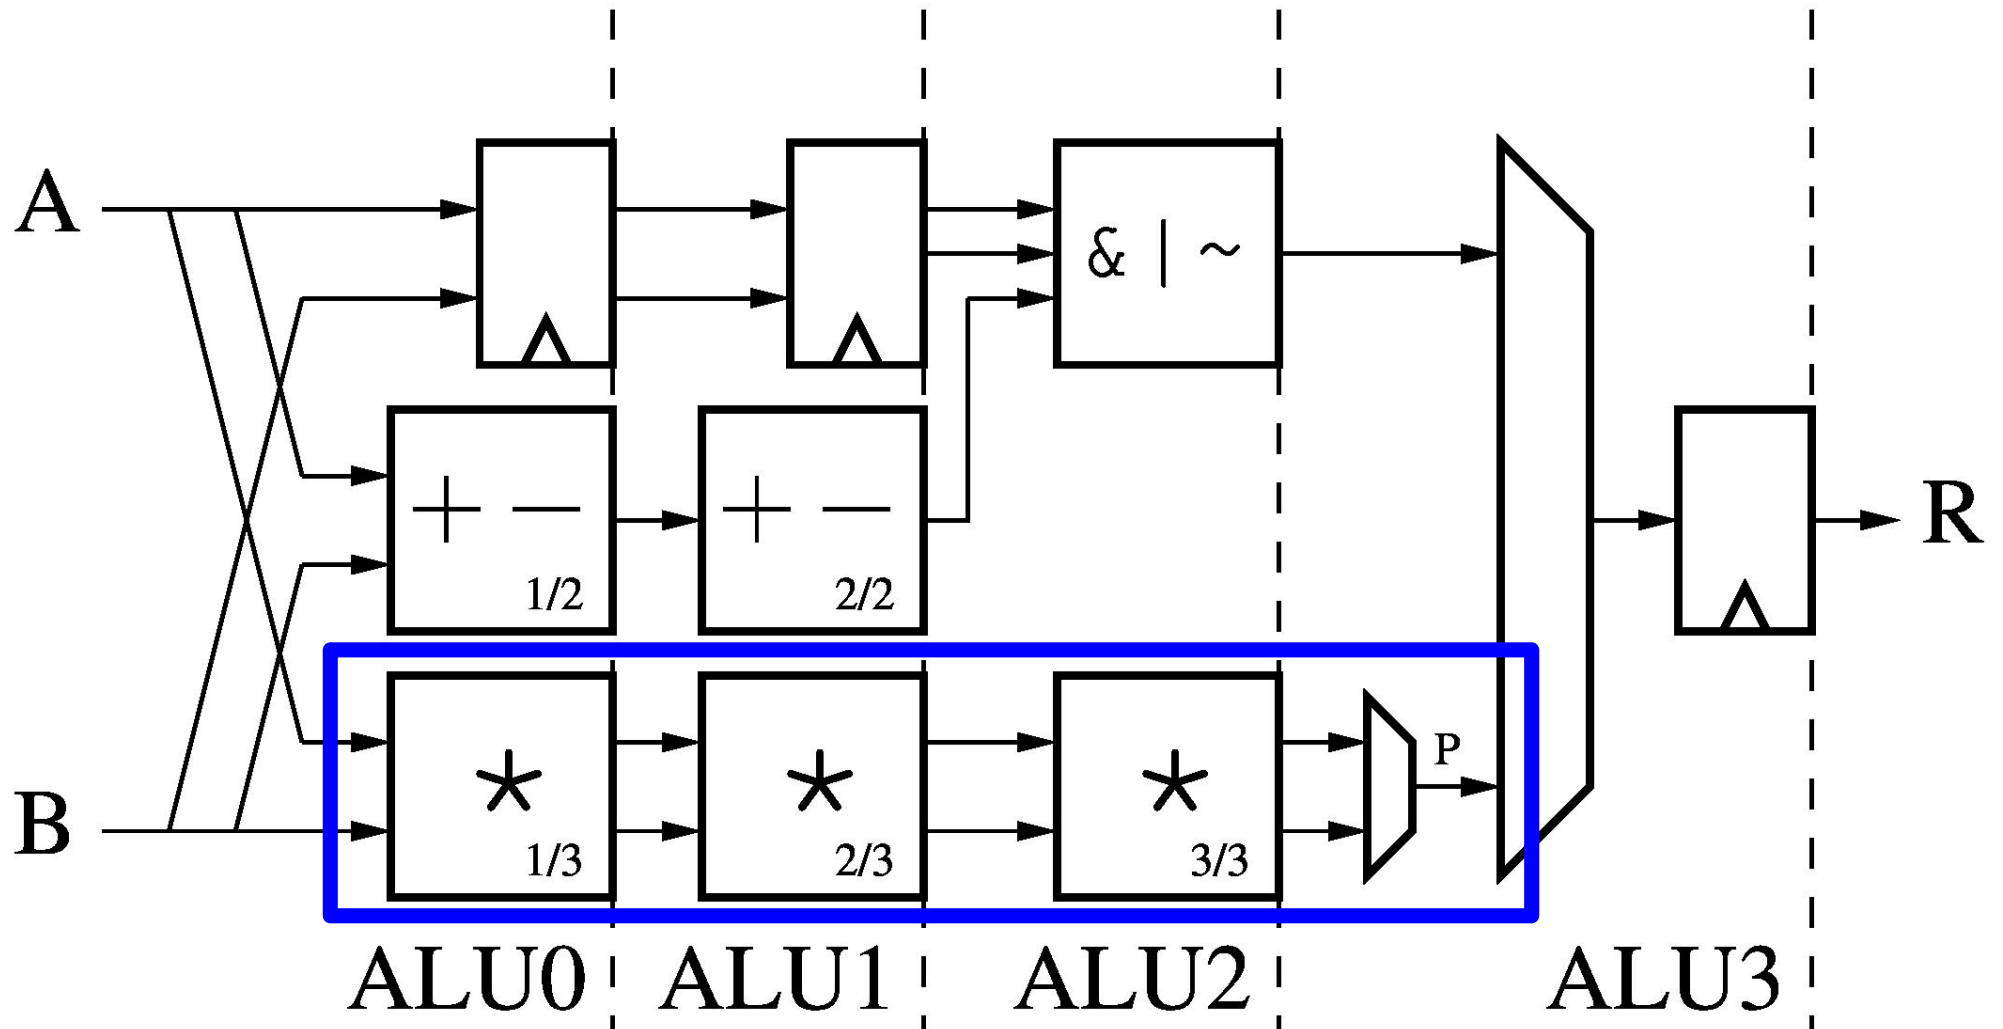 A
& | ~
+ −
1/2
+ −
2/2
R
B
*
1/3
*
2/3
*
3/3
P
ALU0
ALU1
ALU2
ALU3